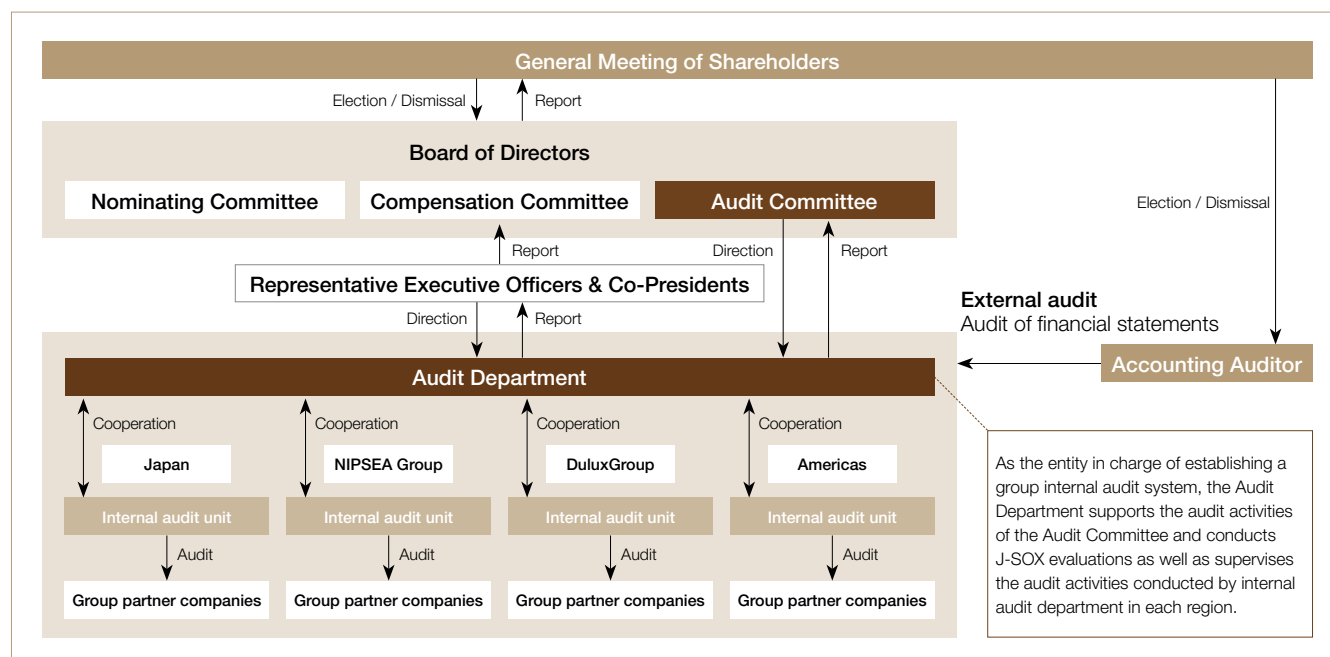 General Meeting of Shareholders
Election / Dismissal
Report
Board of Directors
Nominating Committee
Compensation Committee
Audit Committee
Election / Dismissal
Report
Direction
Report
Representative Executive Officers & Co-Presidents
Direction
Report
External audit
Audit of financial statements
Accounting Auditor
Audit Department
Cooperation
Cooperation
Cooperation
Cooperation
Japan
NIPSEA Group
DuluxGroup
Americas
Internal audit unit
Internal audit unit
Internal audit unit
Internal audit unit
Audit
Audit
Audit
Audit
Group partner companies
Group partner companies
Group partner companies
Group partner companies
As the entity in charge of establishing a
group internal audit system, the Audit
Department supports the audit activities
of the Audit Committee and conducts
J-SOX evaluations as well as supervises
the audit activities conducted by internal
audit department in each region.